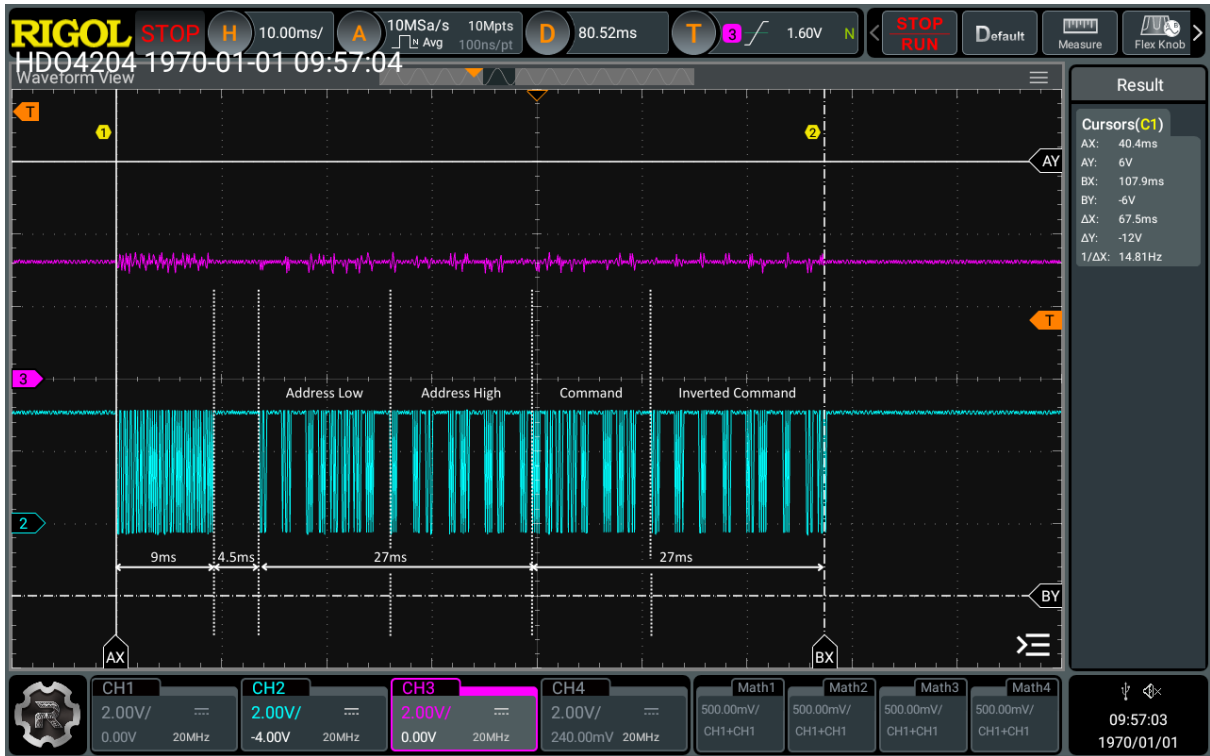 RIGOL STOP H 10.00ms/ A 10MSa/s 10Mpts D 80.52ms T 3 1.60V N < STOP Default Measure Flex Knob >
N Avg 100ns/pt RUN
HDO4204 1970-01-01 09:57:04
Waveform View
Result
T
1
2
AY
Cursors(C1)
AX: 40.4ms
AY: 6V
BX: 107.9ms
BY: -6V
ΔX: 67.5ms
ΔY: -12V
1/ΔX: 14.81Hz
T
3
Address Low Address High Command Inverted Command
2
9ms 4.5ms 27ms 27ms
BY
AX BX
CH1 CH2 CH3 CH4 Math1 Math2 Math3 Math4
2.00V/ 2.00V/ 2.00V/ 2.00V/ 500.00mV/ 500.00mV/ 500.00mV/ 500.00mV/
0.00V 20MHz -4.00V 20MHz 0.00V 20MHz 240.00mV 20MHz CH1+CH1 CH1+CH1 CH1+CH1 CH1+CH1
09:57:03
1970/01/01